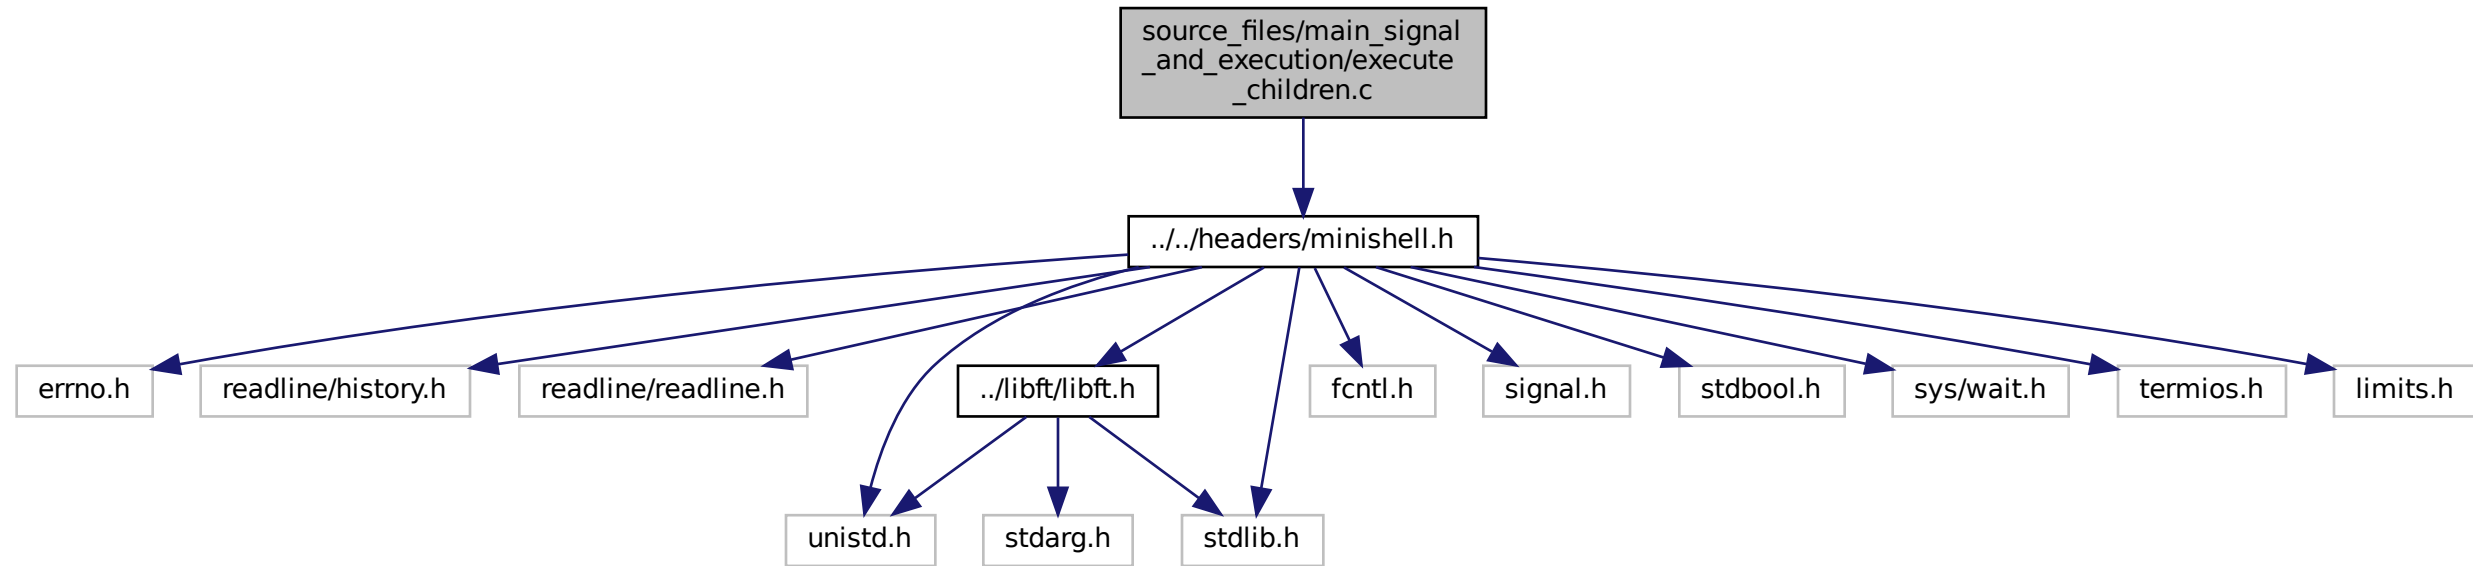 source_files/main_signal
_and_execution/execute
_children.c
../../headers/minishell.h
errno.h
readline/history.h
readline/readline.h
../libft/libft.h
fcntl.h
signal.h
stdbool.h
sys/wait.h
termios.h
limits.h
unistd.h
stdarg.h
stdlib.h